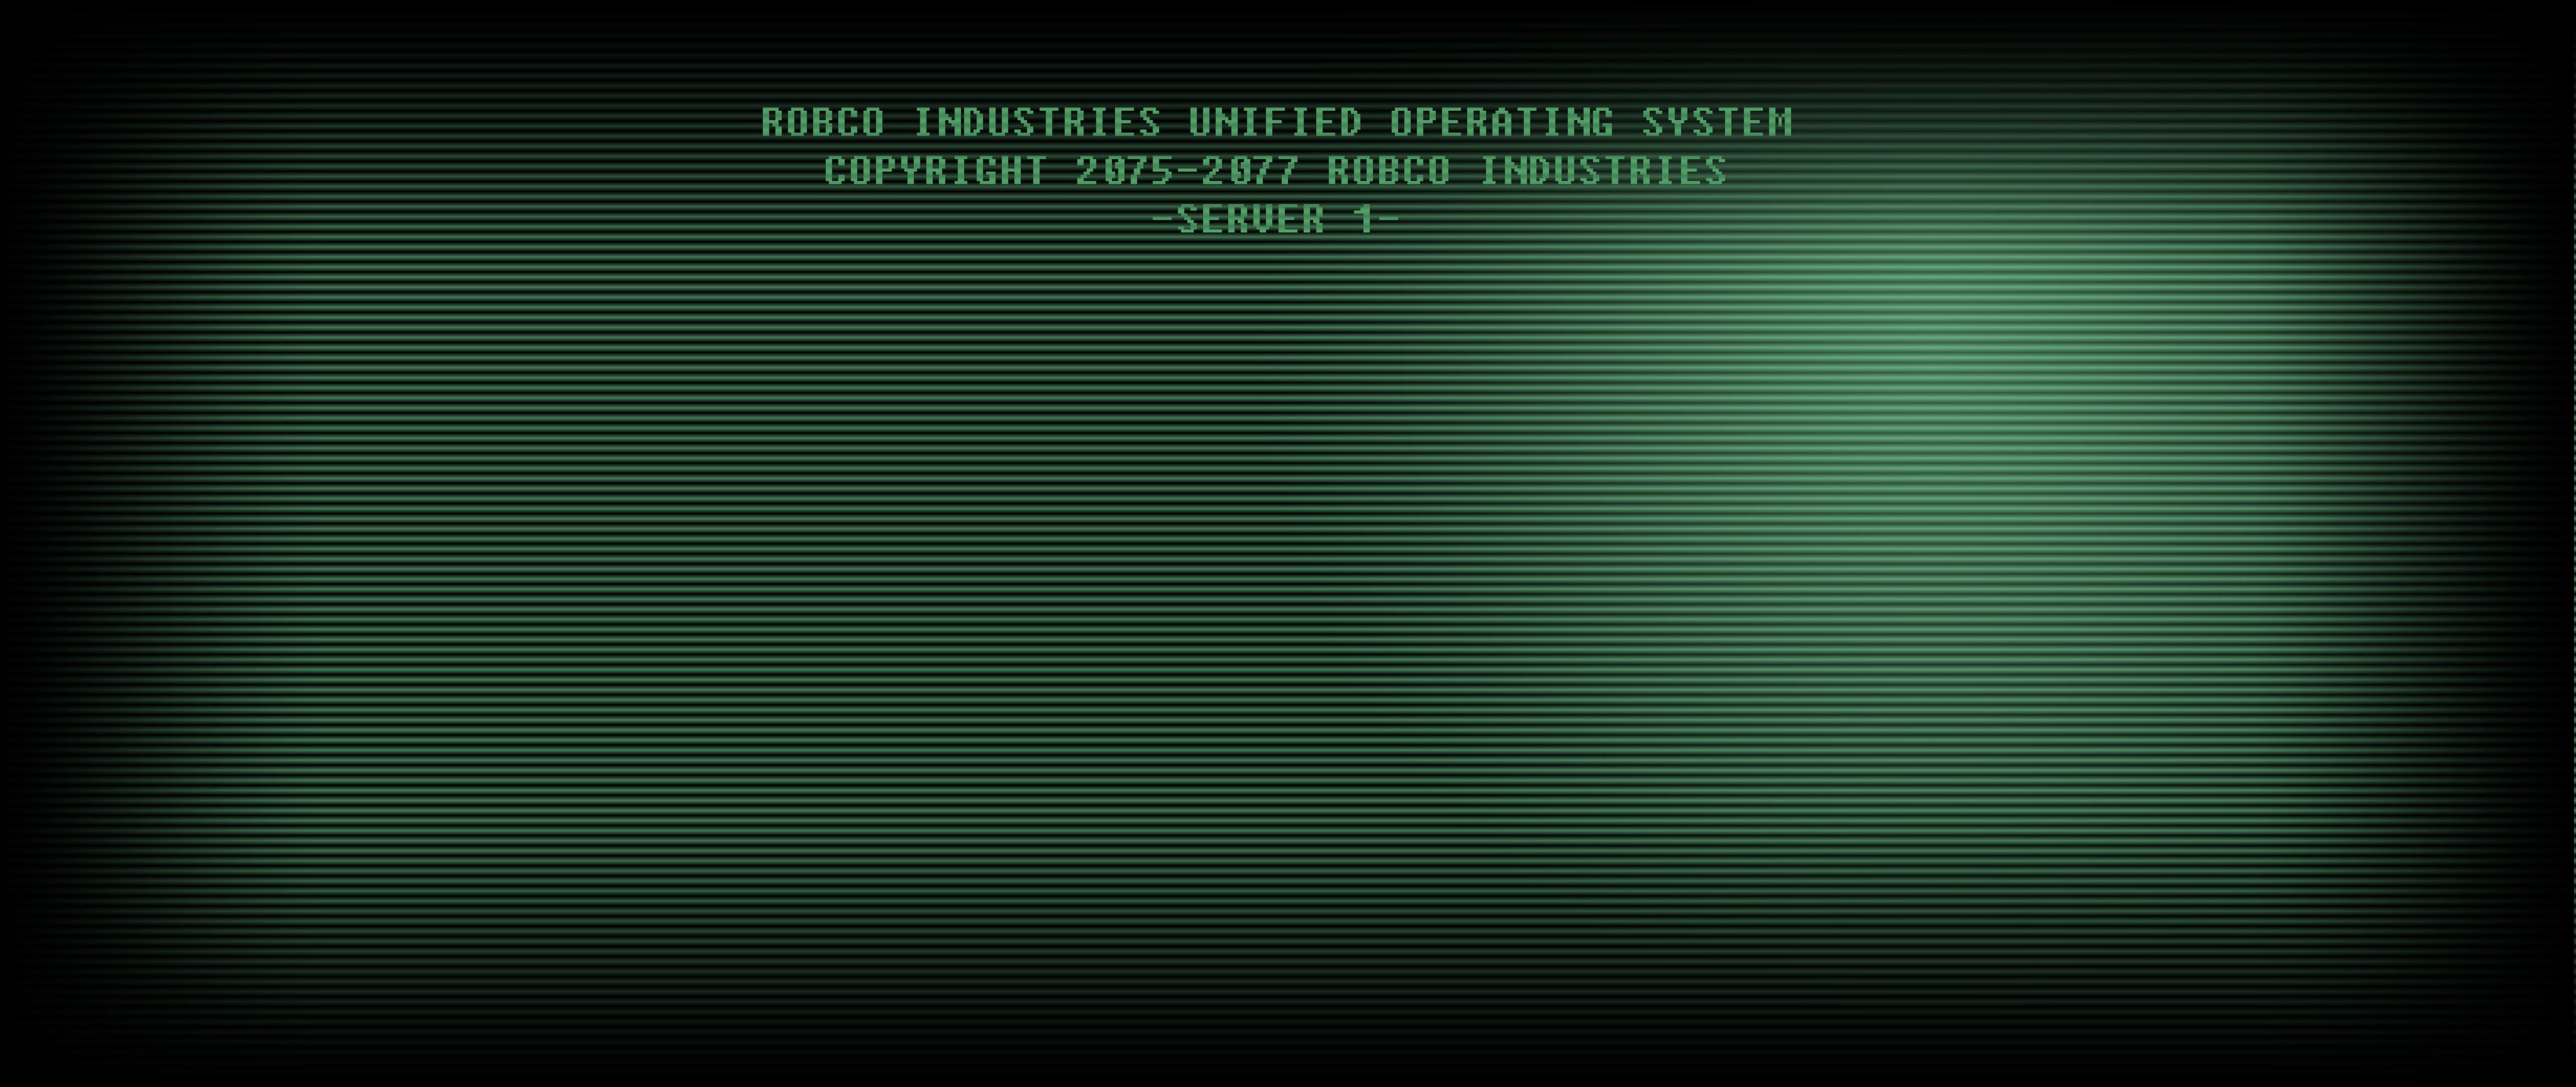 ROBCO INDUSTRIES UNIFIED OPERATING SYSTEM
COPYRIGHT 2075-2077 ROBCO INDUSTRIES
-SERVER 1-